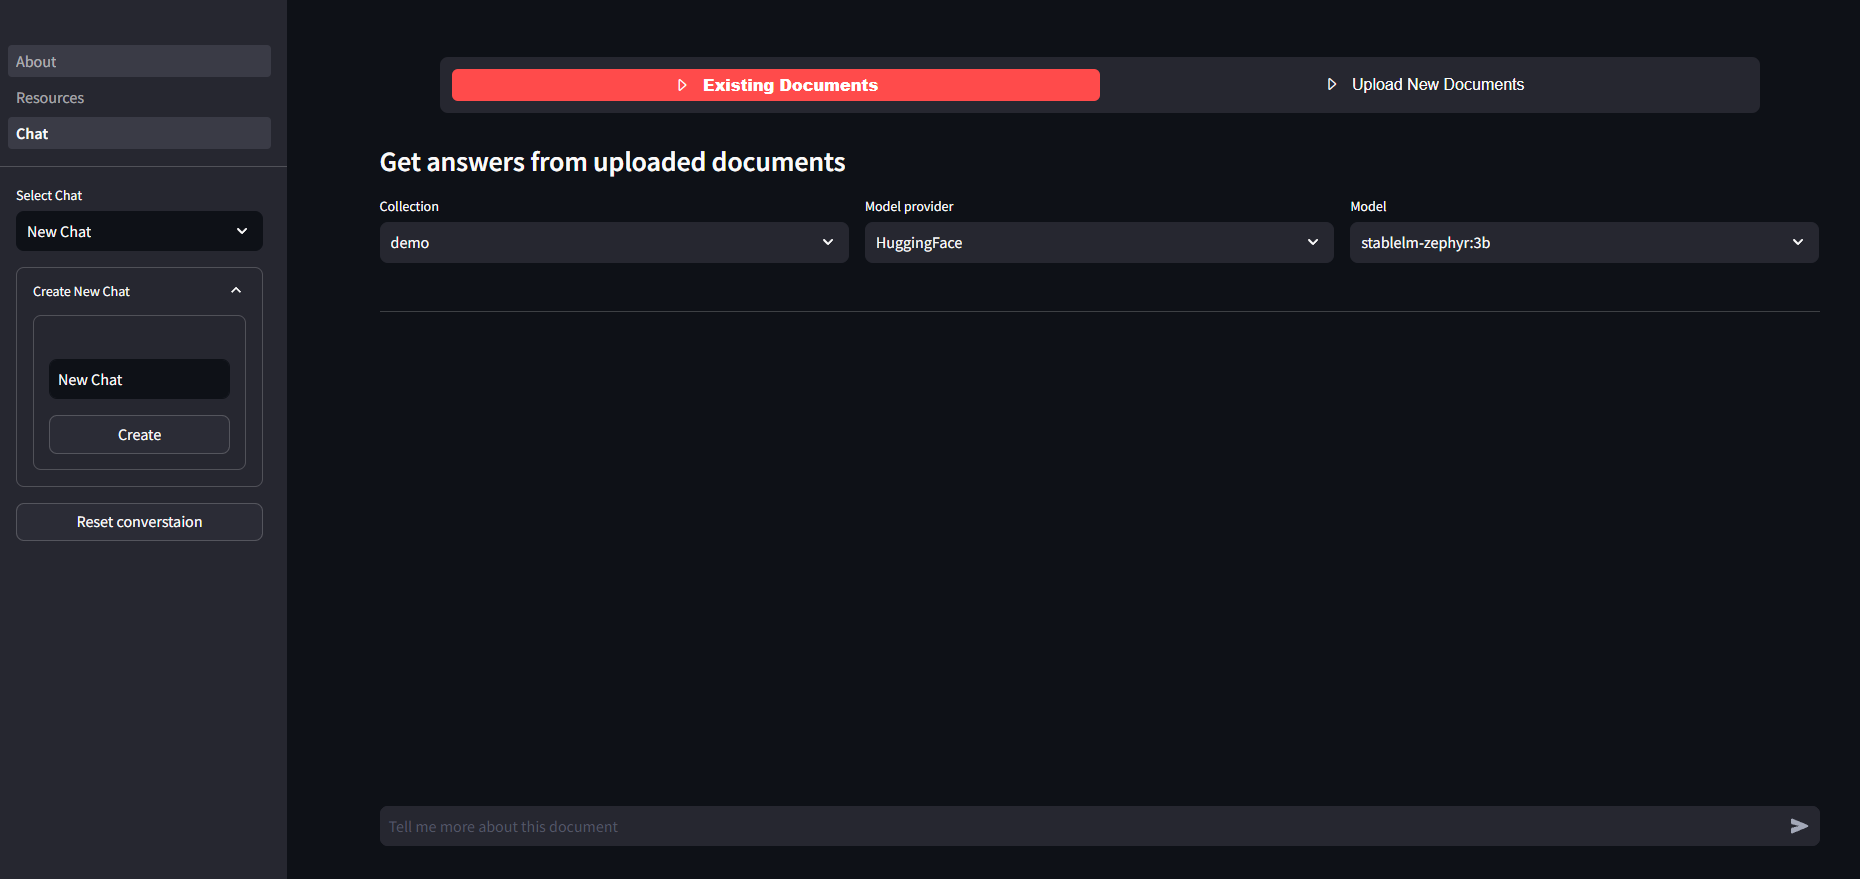 About
Resources
Chat
Select Chat
New Chat
Create New Chat
New Chat
Create
Reset converstaion
Existing Documents
Upload New Documents
Get answers from uploaded documents
Collection
Model provider
Model
demo
HuggingFace
stablelm-zephyr:3b
Tell me more about this document